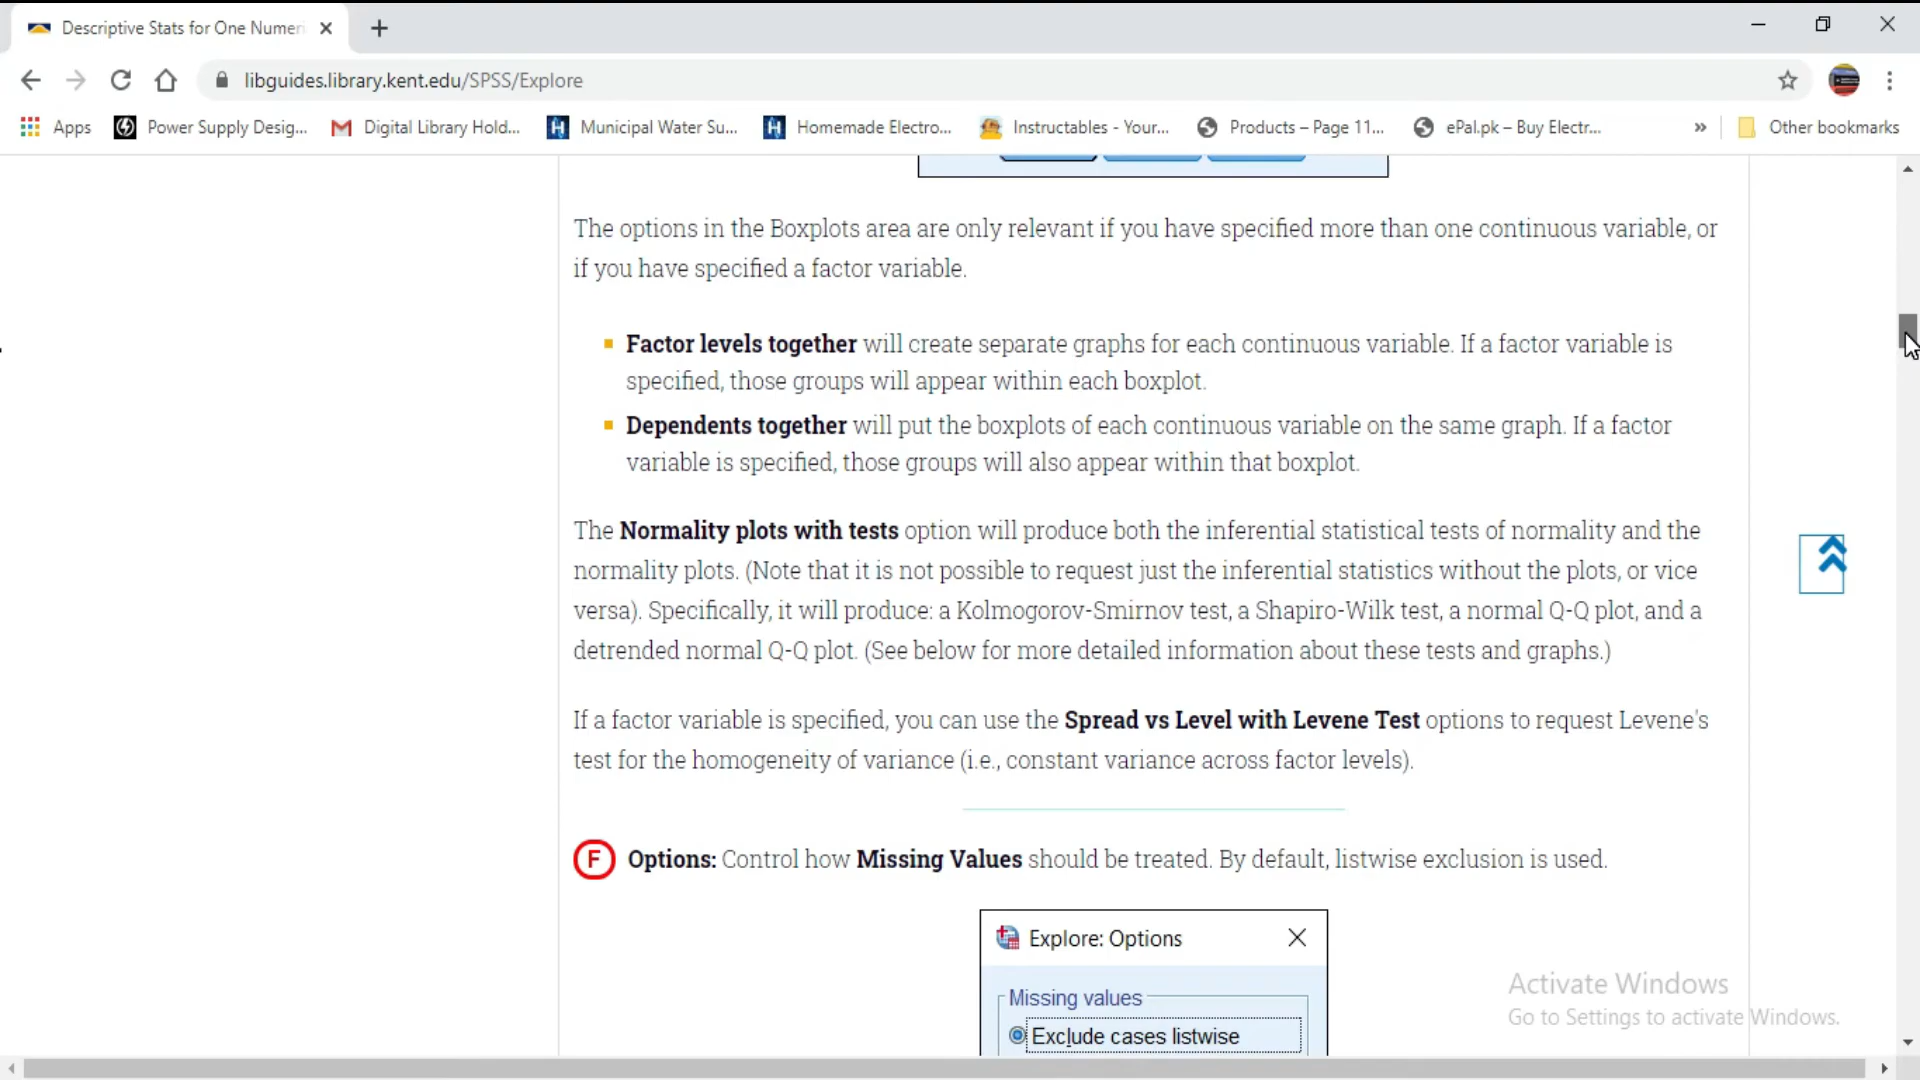 Descriptive Stats for One Numeri
libguides.library.kent.edu/SPSS/Explore
Apps
Power Supply Desig...
Digital Library Hold...
Municipal Water Su...
Homemade Electro...
Instructables - Your...
Products – Page 11...
ePal.pk – Buy Electr...
»
Other bookmarks
The options in the Boxplots area are only relevant if you have specified more than one continuous variable, or
if you have specified a factor variable.
Factor levels together will create separate graphs for each continuous variable. If a factor variable is
specified, those groups will appear within each boxplot.
Dependents together will put the boxplots of each continuous variable on the same graph. If a factor
variable is specified, those groups will also appear within that boxplot.
The Normality plots with tests option will produce both the inferential statistical tests of normality and the
normality plots. (Note that it is not possible to request just the inferential statistics without the plots, or vice
versa). Specifically, it will produce: a Kolmogorov-Smirnov test, a Shapiro-Wilk test, a normal Q-Q plot, and a
detrended normal Q-Q plot. (See below for more detailed information about these tests and graphs.)
If a factor variable is specified, you can use the Spread vs Level with Levene Test options to request Levene's
test for the homogeneity of variance (i.e., constant variance across factor levels).
F Options: Control how Missing Values should be treated. By default, listwise exclusion is used.
Explore: Options
Missing values
Exclude cases listwise
Activate Windows
Go to Settings to activate Windows.